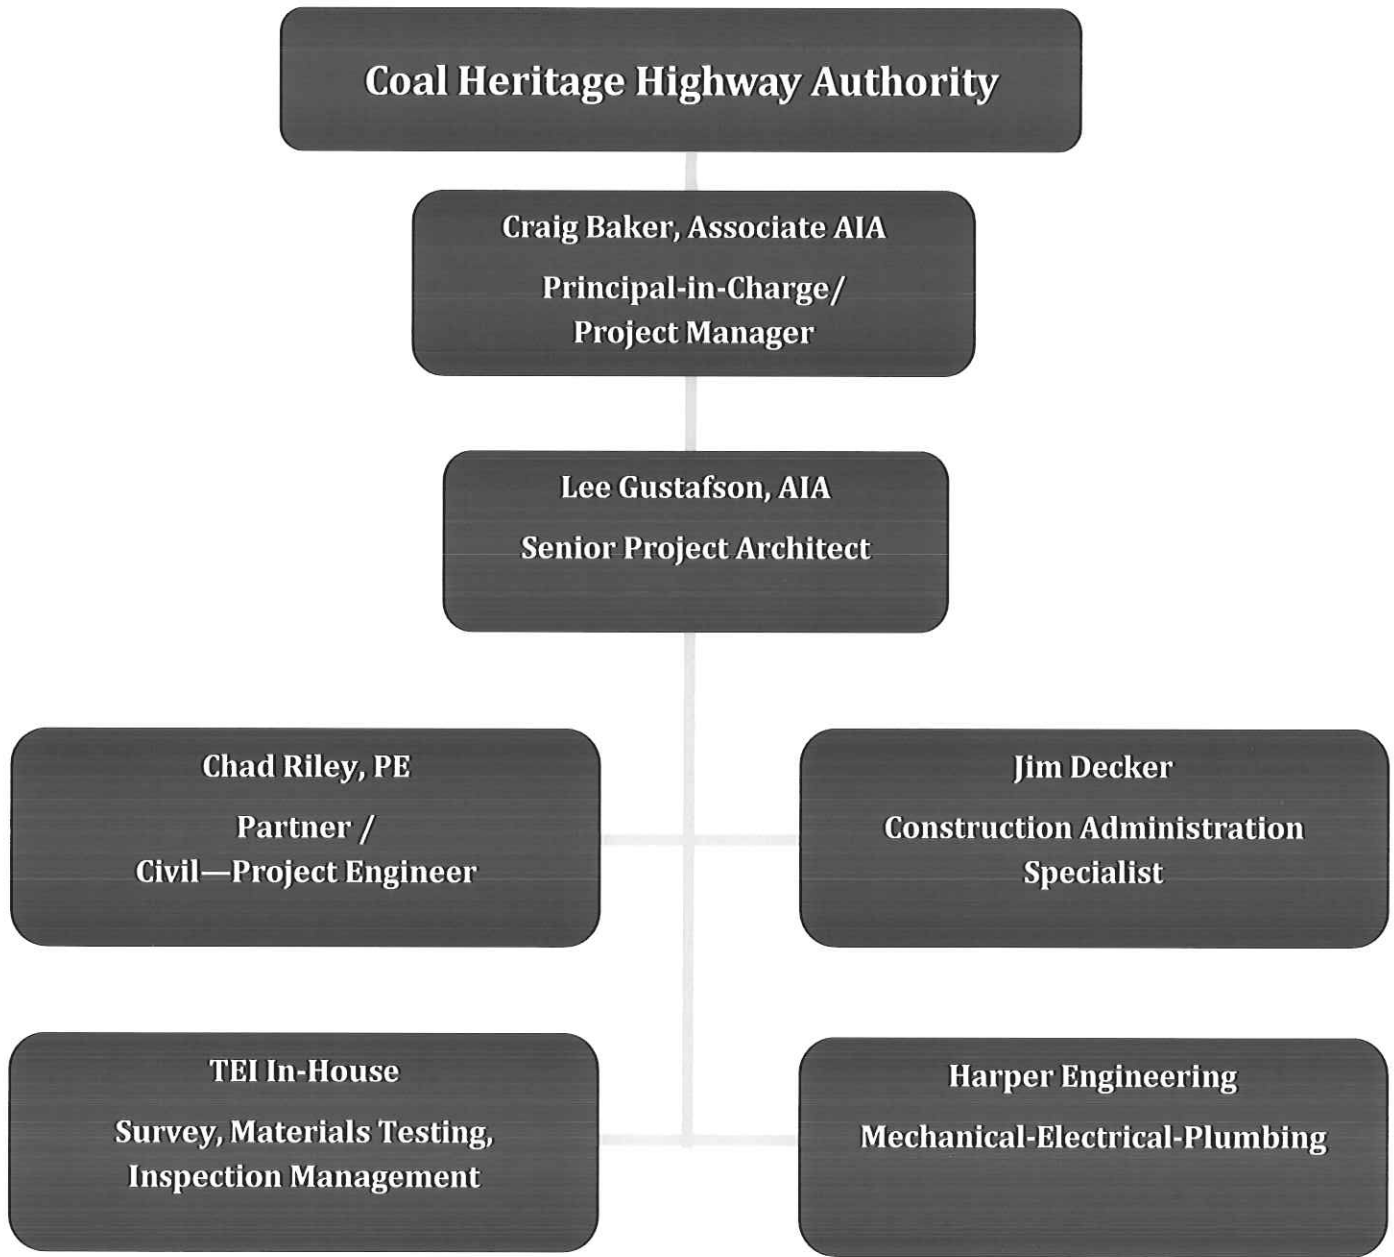 Coal Heritage Highway Authority
Craig Baker, Associate AIA
Principal-in-Charge/
Project Manager
Lee Gustafson, AIA
Senior Project Architect
Chad Riley, PE
Partner /
Civil—Project Engineer
Jim Decker
Construction Administration
Specialist
TEI In-House
Survey, Materials Testing,
Inspection Management
Harper Engineering
Mechanical-Electrical-Plumbing